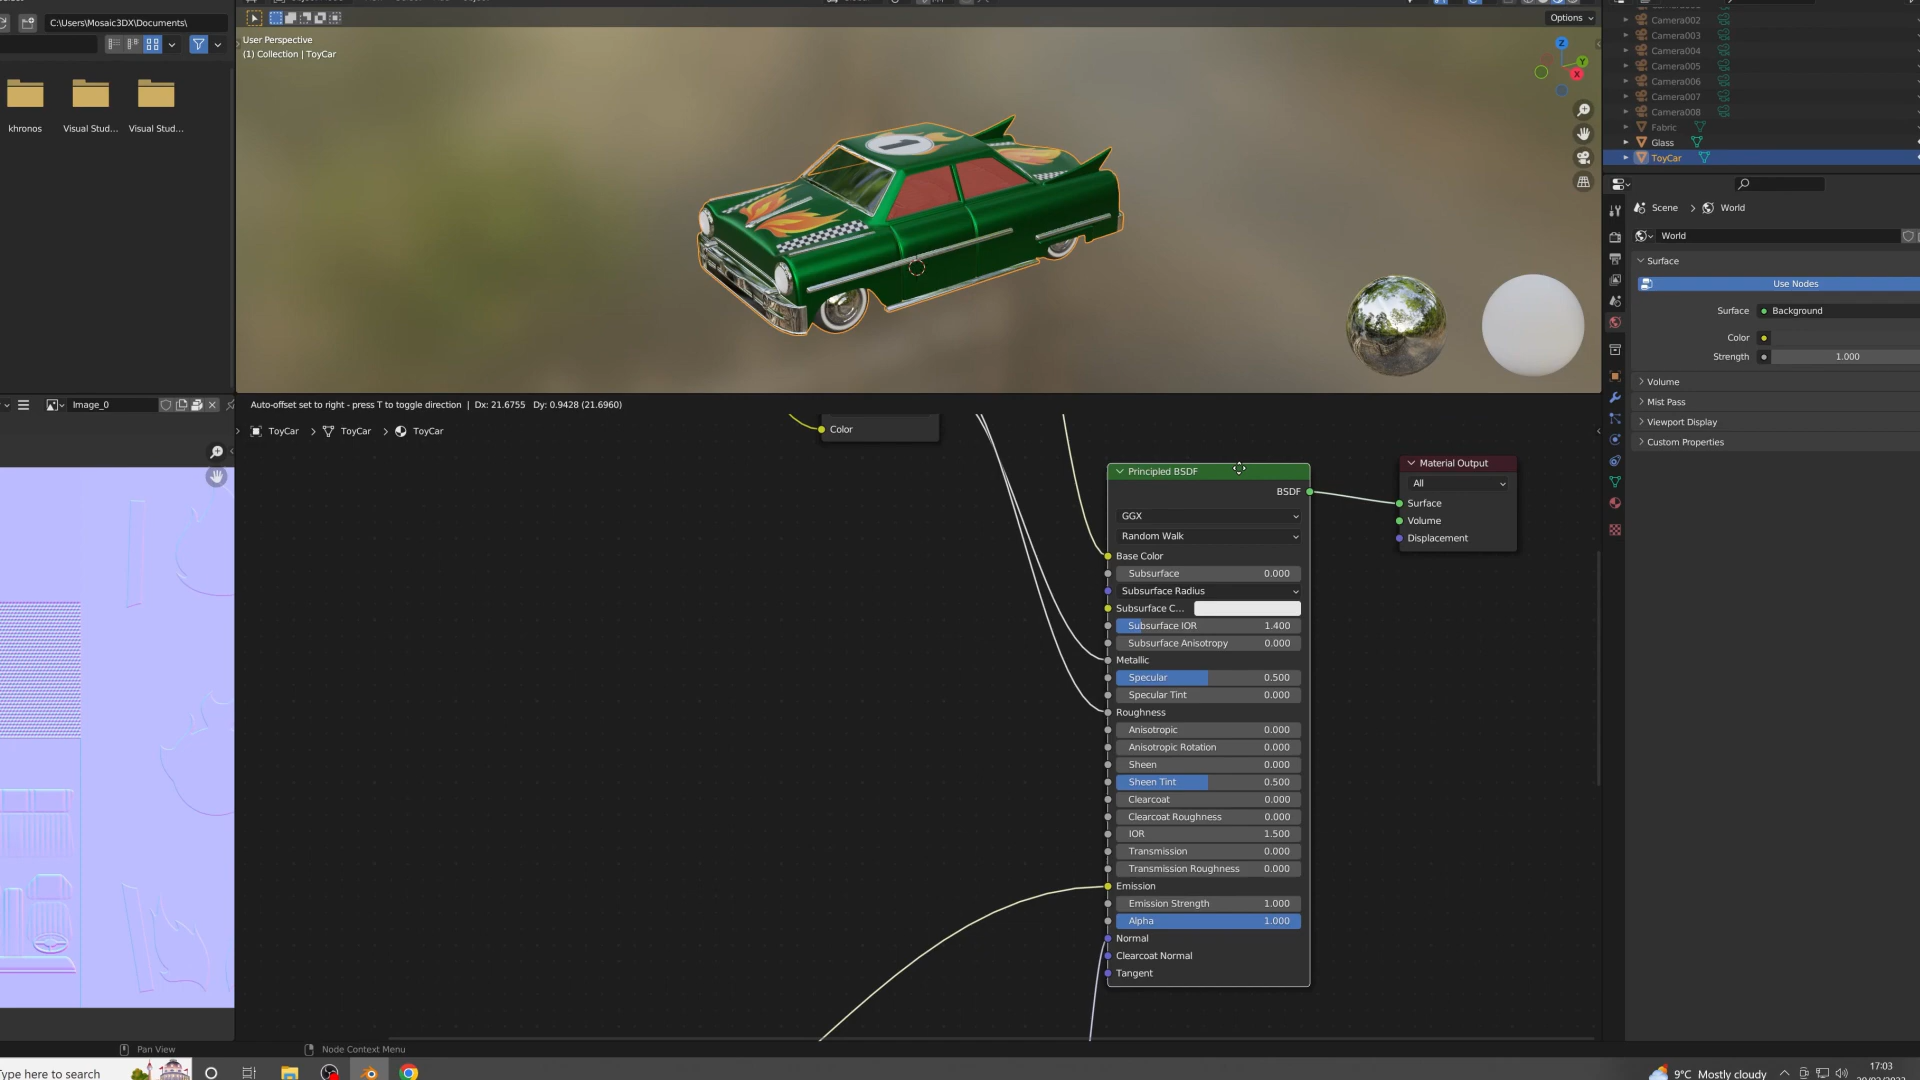 C:\Users\Mosaic3DX\Documents\
khronos
Visual Stud...
Visual Stud...
Options
User Perspective
(1) Collection | ToyCar
Z
Y
X
1
Camera002
Camera003
Camera004
Camera005
Camera006
Camera007
Camera008
Fabric
Glass
ToyCar
Scene
World
World
Surface
Use Nodes
Surface
Background
Color
Strength
1.000
Volume
Mist Pass
Viewport Display
Custom Properties
Image_0
Auto-offset set to right - press T to toggle direction | Dx: 21.6755 Dy: 0.9428 (21.6960)
ToyCar
ToyCar
ToyCar
Color
Principled BSDF
BSDF
GGX
Random Walk
Base Color
Subsurface 0.000
Subsurface Radius
Subsurface C...
Subsurface IOR 1.400
Subsurface Anisotropy 0.000
Metallic
Specular 0.500
Specular Tint 0.000
Roughness
Anisotropic 0.000
Anisotropic Rotation 0.000
Sheen 0.000
Sheen Tint 0.500
Clearcoat 0.000
Clearcoat Roughness 0.000
IOR 1.500
Transmission 0.000
Transmission Roughness 0.000
Emission
Emission Strength 1.000
Alpha 1.000
Normal
Clearcoat Normal
Tangent
Material Output
All
Surface
Volume
Displacement
Pan View
Node Context Menu
Type here to search
9°C Mostly cloudy
17:03